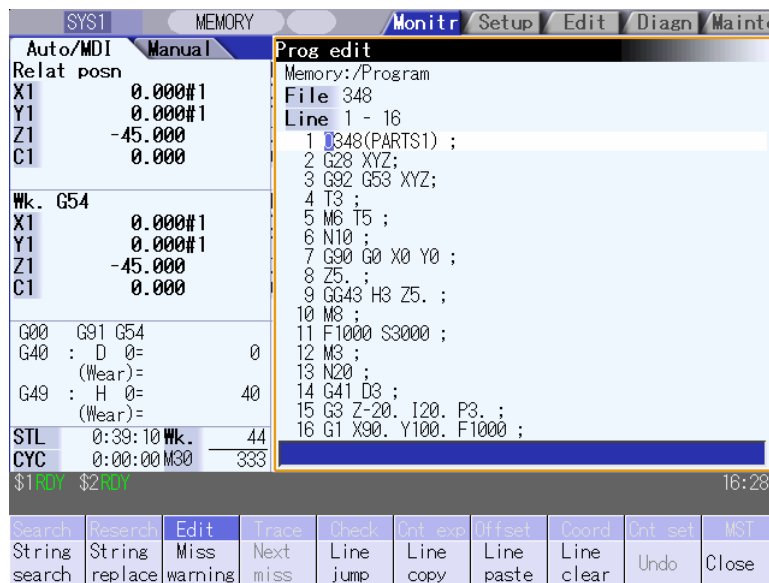 SYS1 MEMORY Monitr Setup Edit Diagn Mainte
Auto/MDI Manual
Relat posn
X1 0.000#1
Y1 0.000#1
Z1 -45.000
C1 0.000
Wk. G54
X1 0.000#1
Y1 0.000#1
Z1 -45.000
C1 0.000
G00 G91 G54
G40 : D 0= 0
(Wear)=
G49 : H 0= 40
(Wear)=
STL 0:39:10 Wk. 44
CYC 0:00:00 M30 333
Prog edit
Memory:/Program
File 348
Line 1 - 16
1 O348(PARTS1) ;
2 G28 XYZ;
3 G92 G53 XYZ;
4 T3 ;
5 M6 T5 ;
6 N10 ;
7 G90 G0 X0 Y0 ;
8 Z5. ;
9 GG43 H3 Z5. ;
10 M8 ;
11 F1000 S3000 ;
12 M3 ;
13 N20 ;
14 G41 D3 ;
15 G3 Z-20. I20. P3. ;
16 G1 X90. Y100. F1000 ;
$1RDY $2RDY 16:28
Search Reserch Edit Trace Check Cnt exp Offset Coord Cnt set MST
String search
String replace
Miss warning
Next miss
Line jump
Line copy
Line paste
Line clear
Undo
Close